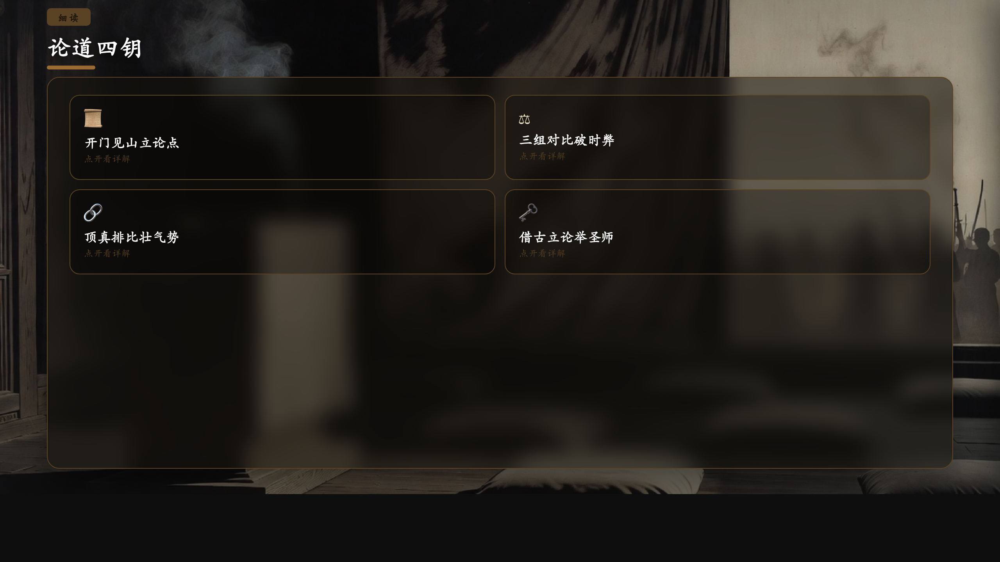 细读
论道四钥
开门见山立论点
点开看详解
三组对比破时弊
点开看详解
顶真排比壮气势
点开看详解
借古立论举圣师
点开看详解